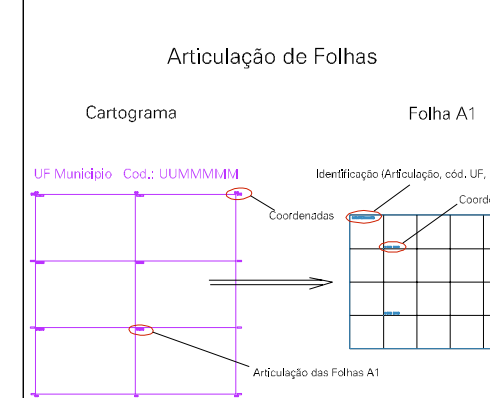 Articulação de Folhas
Cartograma
Folha A1
UF Municipio Cod.: UUMMMMM
Identificação (Articulação, cód. UF,
Coordenadas
Coord
Articulação das Folhas A1